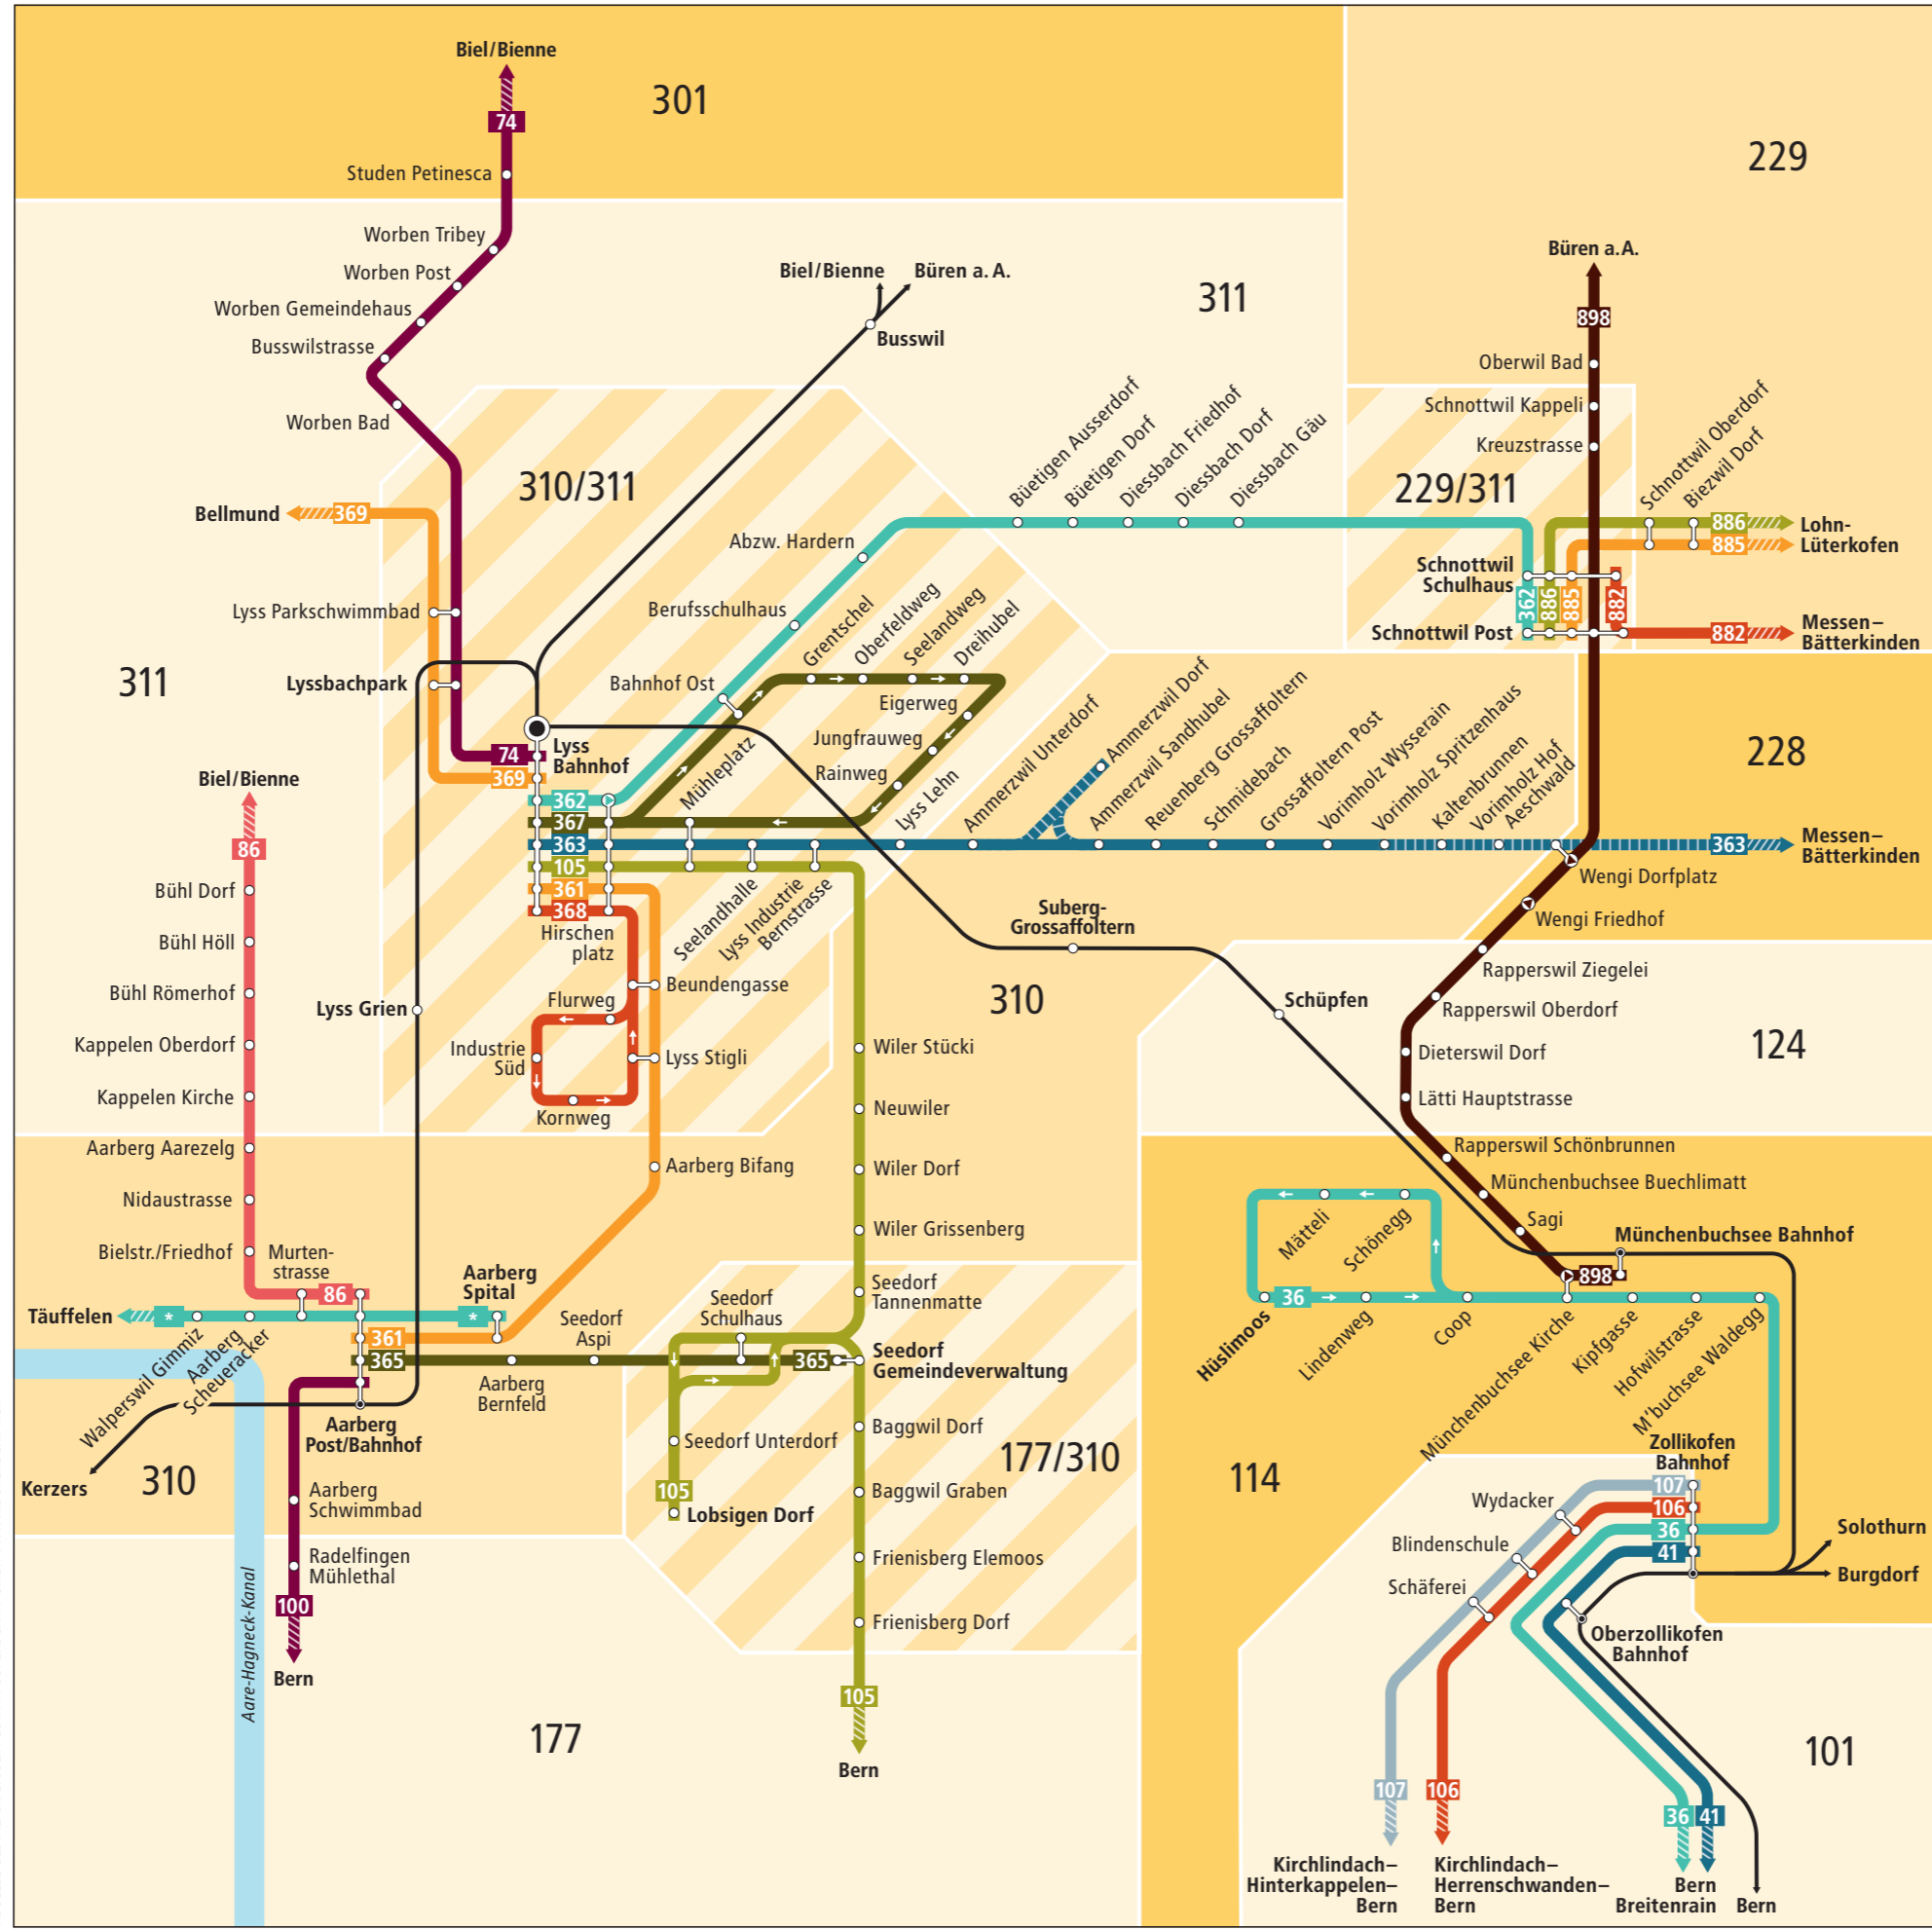 Biel/Bienne
301
74
229
Studen Petinesca
Worben Tribey
Worben Post
Worben Gemeindehaus
Busswilstrasse
Worben Bad
Biel/Bienne
Büren a. A.
Busswil
311
Büren a. A.
898
Oberwil Bad
Schnottwil Kappeli
Kreuzstrasse
229/311
Schnottwil Oberdorf
Biezwil Dorf
310/311
Bellmund
369
Büetigen Ausserdorf
Büetigen Dorf
Diessbach Friedhof
Diessbach Dorf
Diessbach Gäu
886
Lohn-
Lüterkofen
885
Abzw. Hardern
Schnottwil
Schulhaus
362
886
885
882
Schnottwil Post
882
Messen–
Bätterkinden
Lyss Parkschwimmbad
Berufsschulhaus
Grentschel
Oberfeldweg
Seelandweg
Dreihubel
311
Lyssbachpark
Bahnhof Ost
Eigerweg
Jungfrauweg
Rainweg
Mühleplatz
Lyss Lehn
Ammerzwil Unterdorf
Ammerzwil Dorf
Ammerzwil Sandhubel
Reuenberg Grossaffoltern
Schmidebach
Grossaffoltern Post
Vorimholz Wysserain
Vorimholz Spritzenhaus
Kaltenbrunnen
Vorimholz Hof
Aeschwald
228
74
Lyss
Bahnhof
369
362
367
363
105
361
368
Hirschen
platz
363
Messen–
Bätterkinden
Biel/Bienne
86
Bühl Dorf
Bühl Höll
Bühl Römerhof
Kappelen Oberdorf
Kappelen Kirche
Aarberg Aarezelg
Nidaustrasse
Bielstr./Friedhof
Seelandhalle
Lyss Industrie
Bernstrasse
Suberg-
Grossaffoltern
Wengi Dorfplatz
Wengi Friedhof
Rapperswil Ziegelei
Rapperswil Oberdorf
Dieterswil Dorf
Lätti Hauptstrasse
Rapperswil Schönbrunnen
Münchenbuchsee Buechlimatt
Sagi
Münchenbuchsee Bahnhof
898
Lyss Grien
Flurweg
Beundengasse
Industrie
Süd
Lyss Stigli
Kornweg
310
Schüpfen
124
Wiler Stücki
Neuwiler
Wiler Dorf
Wiler Grissenberg
Aarberg Bifang
Murten-
strasse
86
Aarberg
Spital
Täuffelen
*
*
361
365
Walperswil Gimmiz
Aarberg
Scheueracker
Seedorf
Aspi
Aarberg
Bernfeld
Seedorf
Schulhaus
365
Seedorf
Tannenmatte
Seedorf
Gemeindeverwaltung
Mätteli
Schönegg
36
Hüslimoos
Lindenweg
Coop
Münchenbuchsee Kirche
Kipfgasse
Hofwilstrasse
M'buchsee Waldegg
Aarberg
Post/Bahnhof
Kerzers
310
Seedorf Unterdorf
105
Lobsigen Dorf
Baggwil Dorf
177/310
Baggwil Graben
Frienisberg Elemoos
Frienisberg Dorf
105
Bern
114
Aarberg
Schwimmbad
Radelfingen
Mühlethal
100
Bern
Aare-Hagneck-Kanal
177
Zollikofen
Bahnhof
107
106
36
41
Wydacker
Blindenschule
Schäferei
Solothurn
Burgdorf
Oberzollikofen
Bahnhof
101
107
106
36
41
Kirchlindach–
Hinterkappelen–
Bern
Kirchlindach–
Herrenschwanden–
Bern
Bern
Breitenrain
Bern